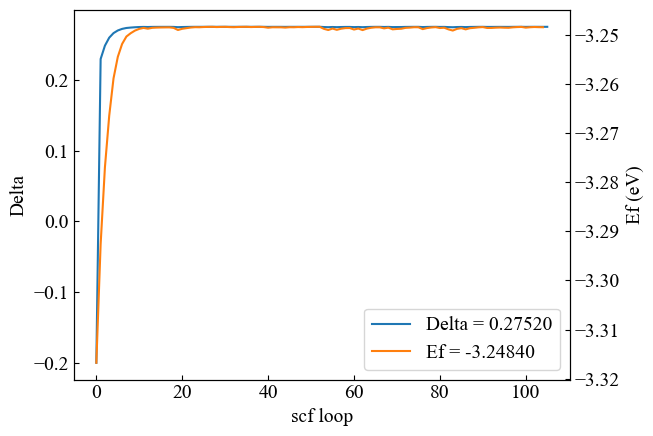 0.2
0.1
0.0
−0.1
−0.2
Delta
−3.25
−3.26
−3.27
−3.28
−3.29
−3.30
−3.31
−3.32
Ef (eV)
Delta = 0.27520
Ef = -3.24840
0 20 40 60 80 100
scf loop